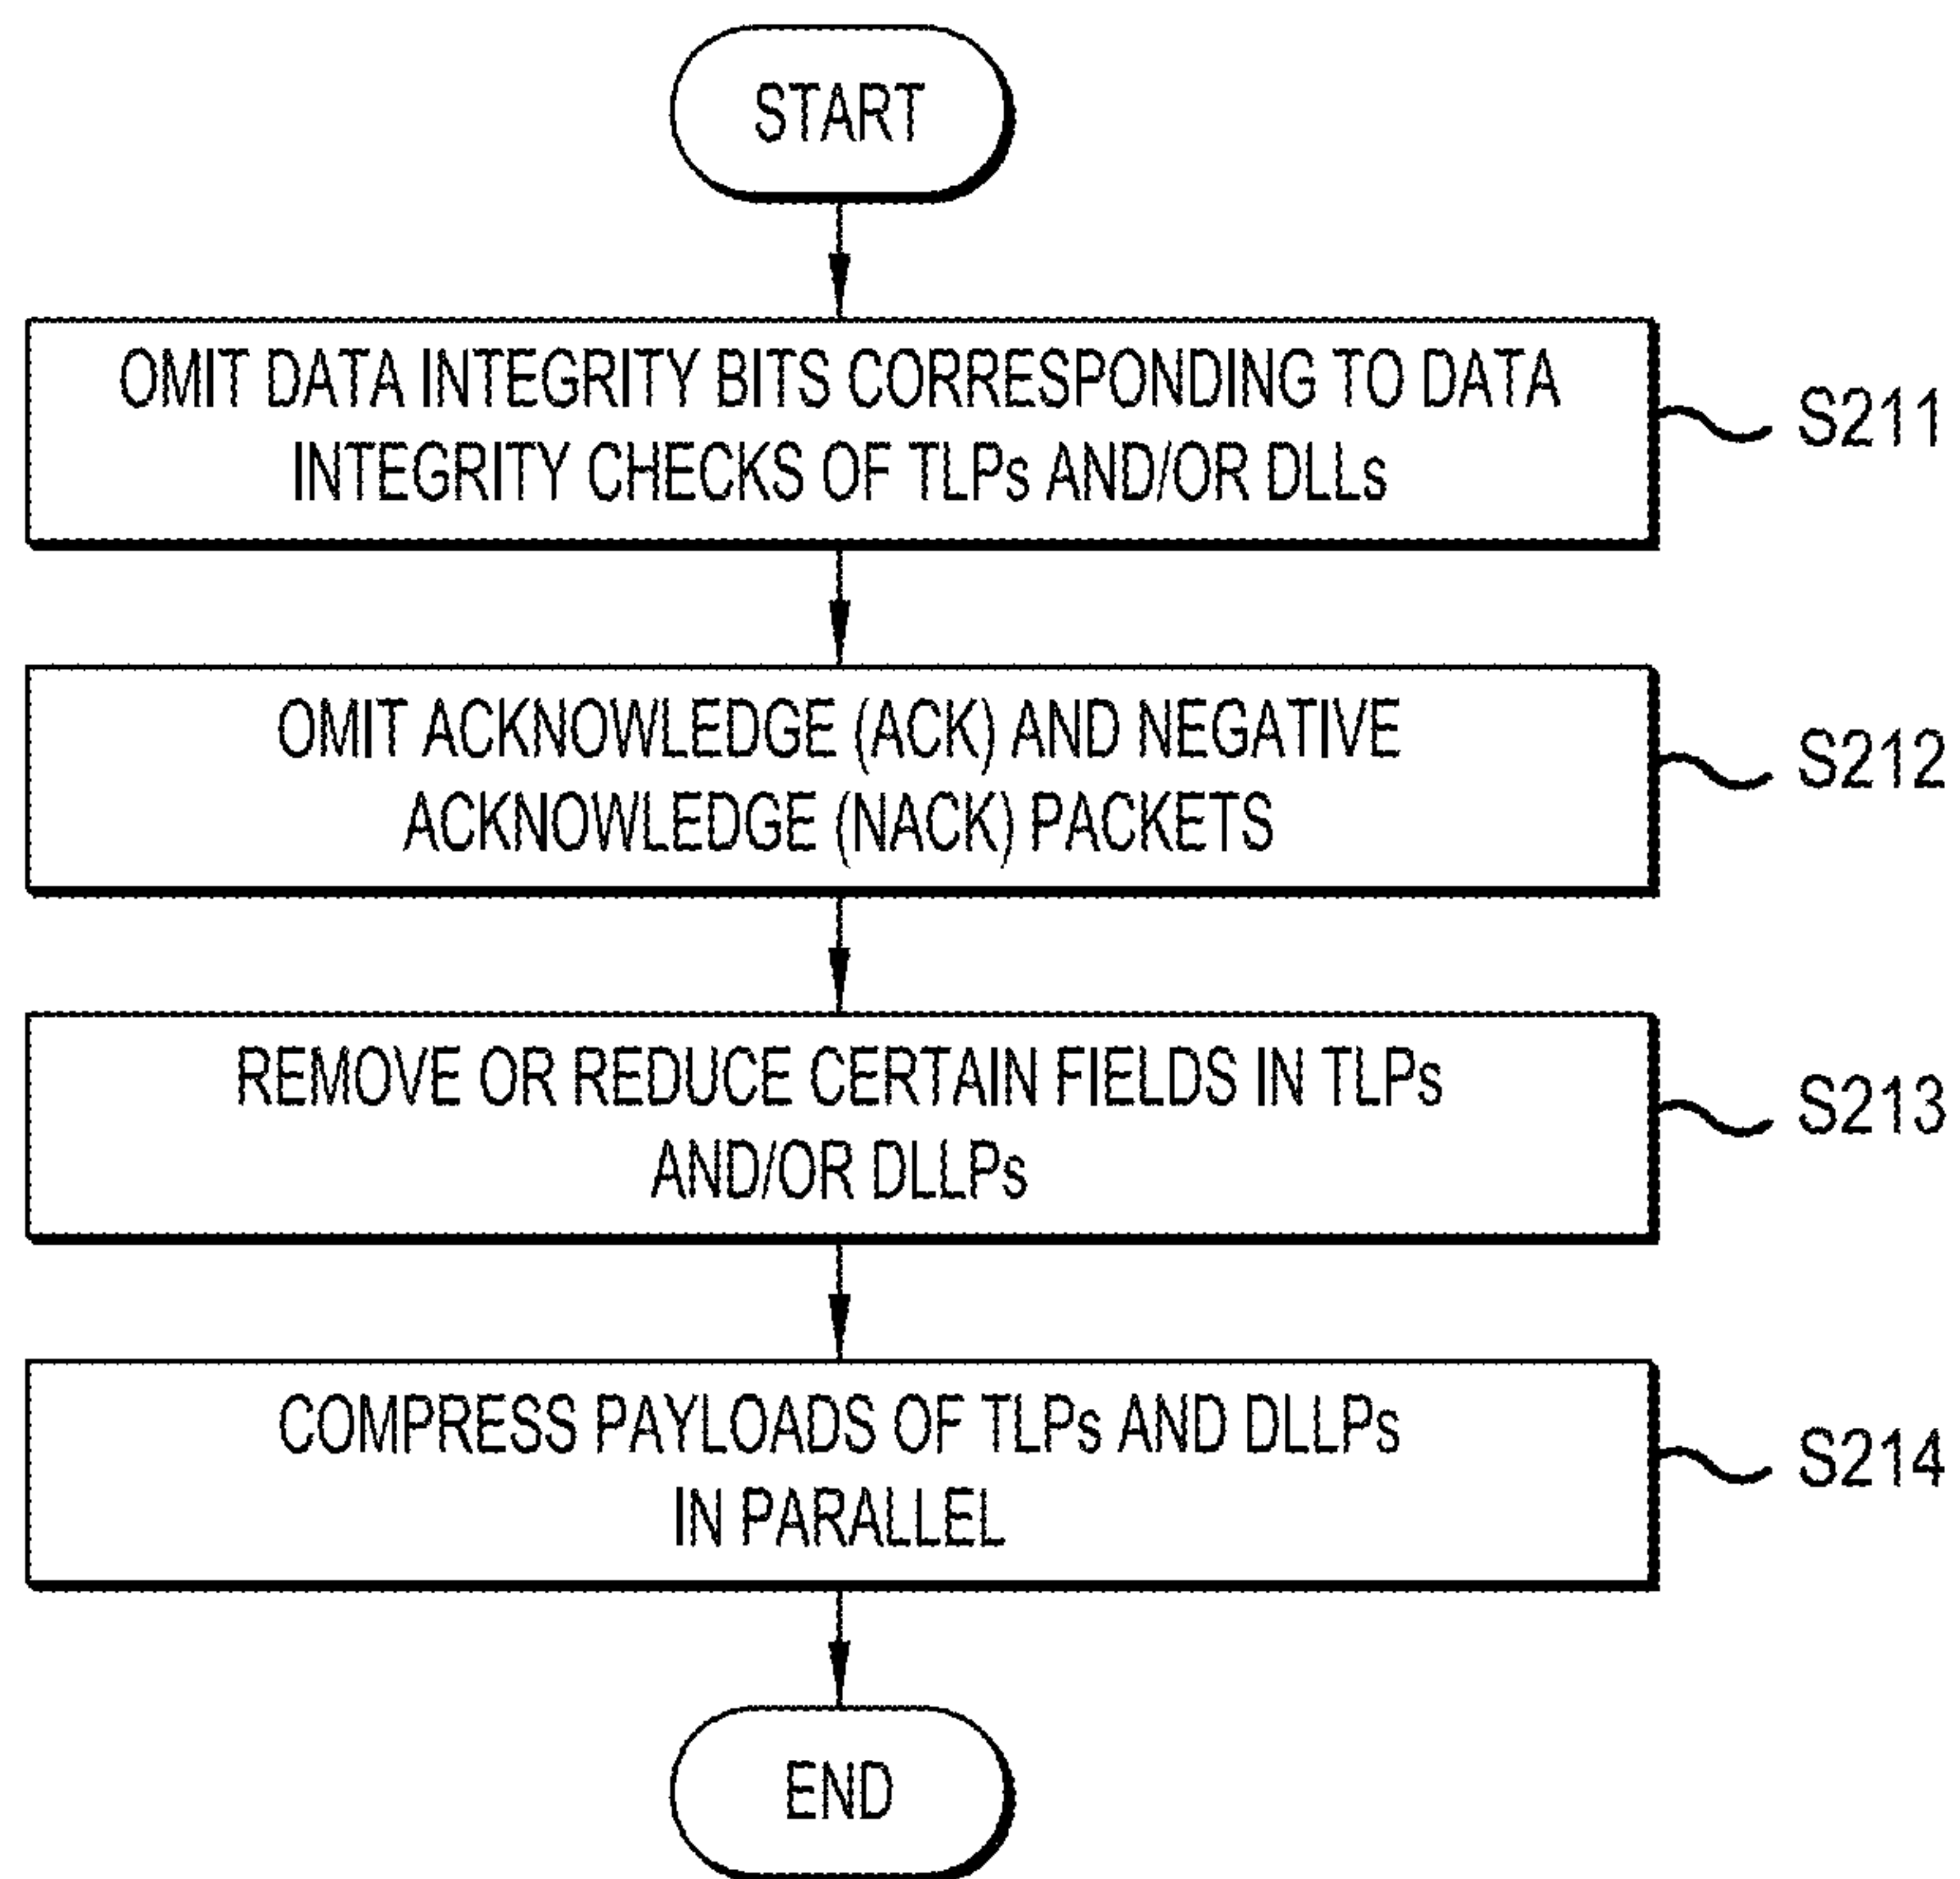 START
OMIT DATA INTEGRITY BITS CORRESPONDING TO DATA
INTEGRITY CHECKS OF TLPs AND/OR DLLs
S211
OMIT ACKNOWLEDGE (ACK) AND NEGATIVE
ACKNOWLEDGE (NACK) PACKETS
S212
REMOVE OR REDUCE CERTAIN FIELDS IN TLPs
AND/OR DLLPs
S213
COMPRESS PAYLOADS OF TLPs AND DLLPs
IN PARALLEL
S214
END